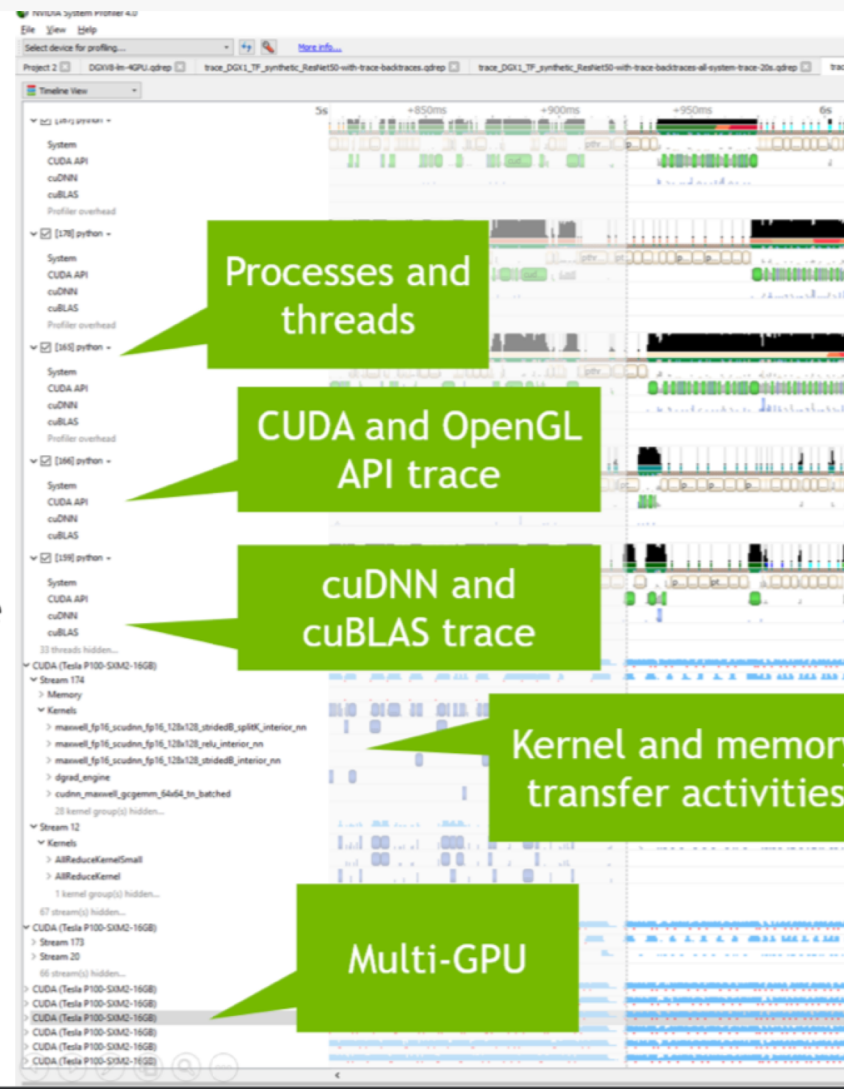 NVIDIA System Profiler 4.0
File View Help
Select device for profiling... More info...
Project 2 DGXV8-lm-4GPU.qdrep trace_DGX1_TF_synthetic_ResNet50-with-trace-backtraces.qdrep trace_DGX1_TF_synthetic_ResNet50-with-trace-backtraces-all-system-trace-20s.qdrep trac
Timeline View
5s +850ms +900ms +950ms 6s
[167] python
System
CUDA API
cuDNN
cuBLAS
Profiler overhead
[178] python
System
CUDA API
cuDNN
cuBLAS
Profiler overhead
Processes and
threads
[165] python
System
CUDA API
cuDNN
cuBLAS
Profiler overhead
CUDA and OpenGL
API trace
[166] python
System
CUDA API
cuDNN
cuBLAS
[159] python
System
CUDA API
cuDNN
cuBLAS
cuDNN and
cuBLAS trace
33 threads hidden...
CUDA (Tesla P100-SXM2-16GB)
Stream 174
Memory
Kernels
maxwell_fp16_scudnn_fp16_128x128_stridedB_splitK_interior_nn
maxwell_fp16_scudnn_fp16_128x128_relu_interior_nn
maxwell_fp16_scudnn_fp16_128x128_stridedB_interior_nn
dgrad_engine
cudnn_maxwell_gcgemm_64x64_tn_batched
28 kernel group(s) hidden...
Kernel and memory
transfer activities
Stream 12
Kernels
AllReduceKernelSmall
AllReduceKernel
1 kernel group(s) hidden...
67 stream(s) hidden...
CUDA (Tesla P100-SXM2-16GB)
Stream 173
Stream 20
66 stream(s) hidden...
Multi-GPU
CUDA (Tesla P100-SXM2-16GB)
CUDA (Tesla P100-SXM2-16GB)
CUDA (Tesla P100-SXM2-16GB)
CUDA (Tesla P100-SXM2-16GB)
CUDA (Tesla P100-SXM2-16GB)
CUDA (Tesla P100-SXM2-16GB)